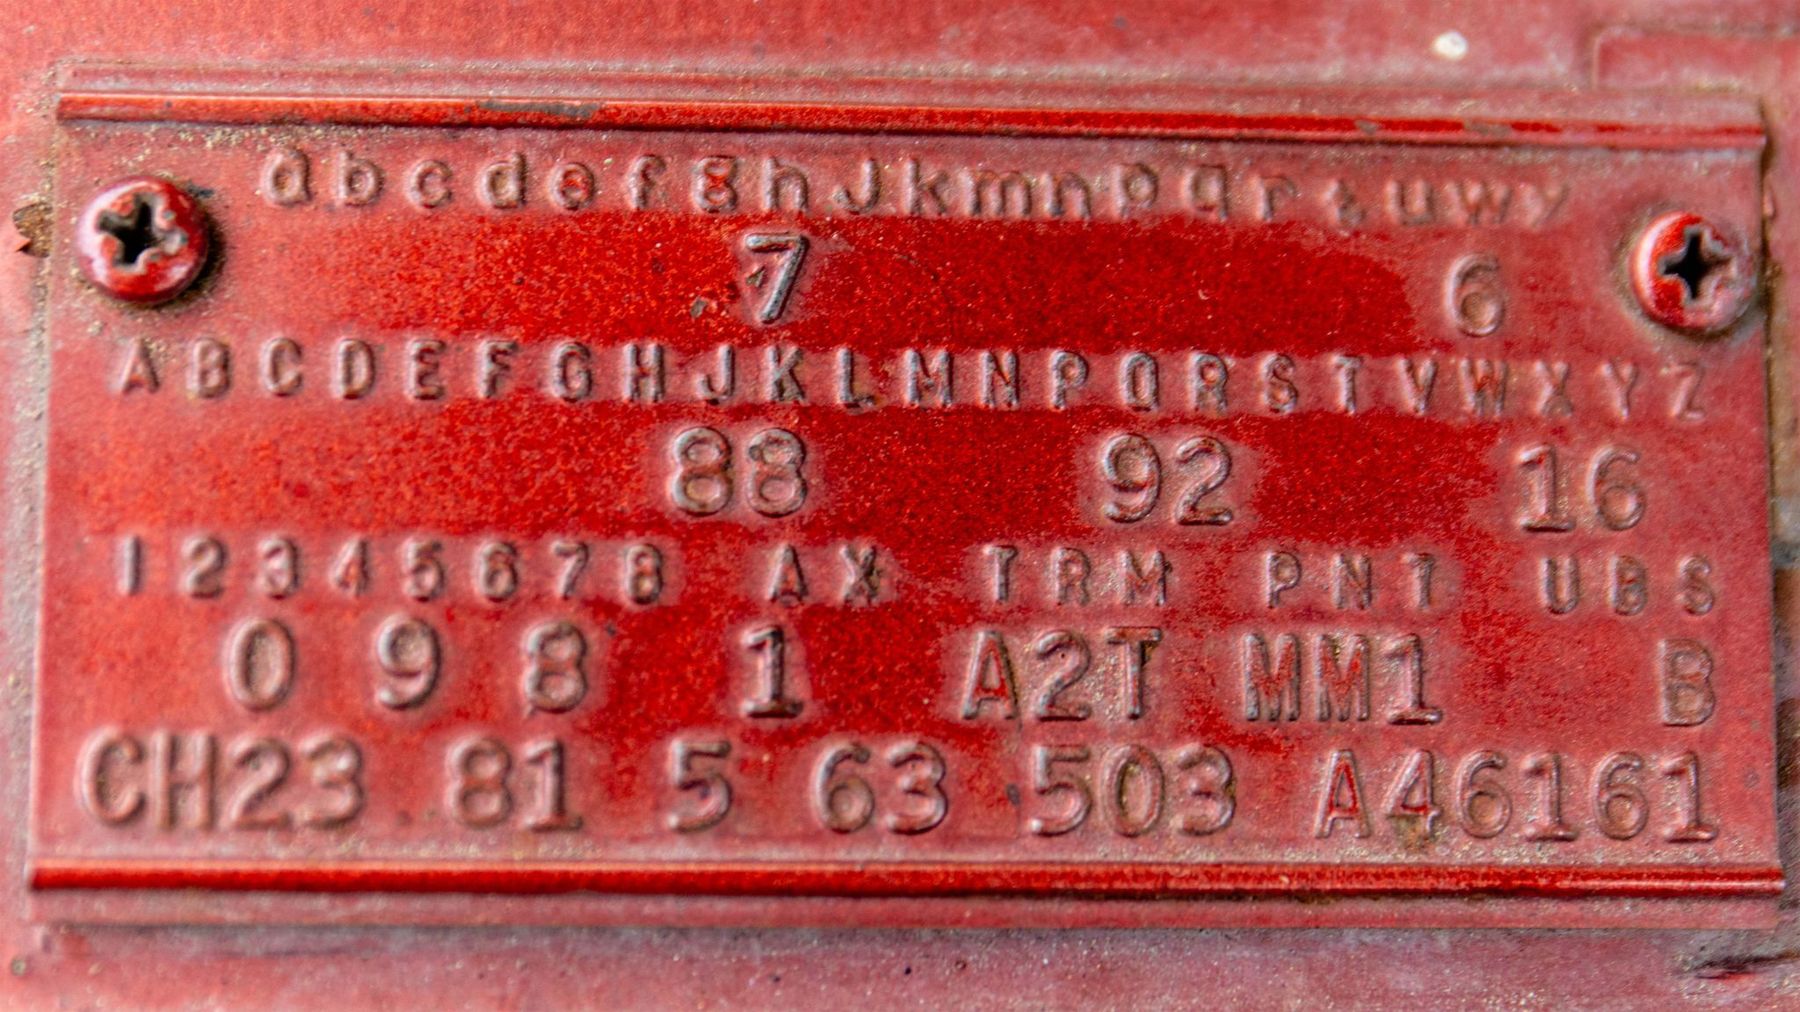 abcdefghJkmnpqrtuwy
7 6
ABCDEFGHJKLMNPQRSTVWXYZ
88 92 16
12345678 AX TRM PNT UBS
0 9 8 1 A2T MM1 B
CH23 81 5 63 503 A46161